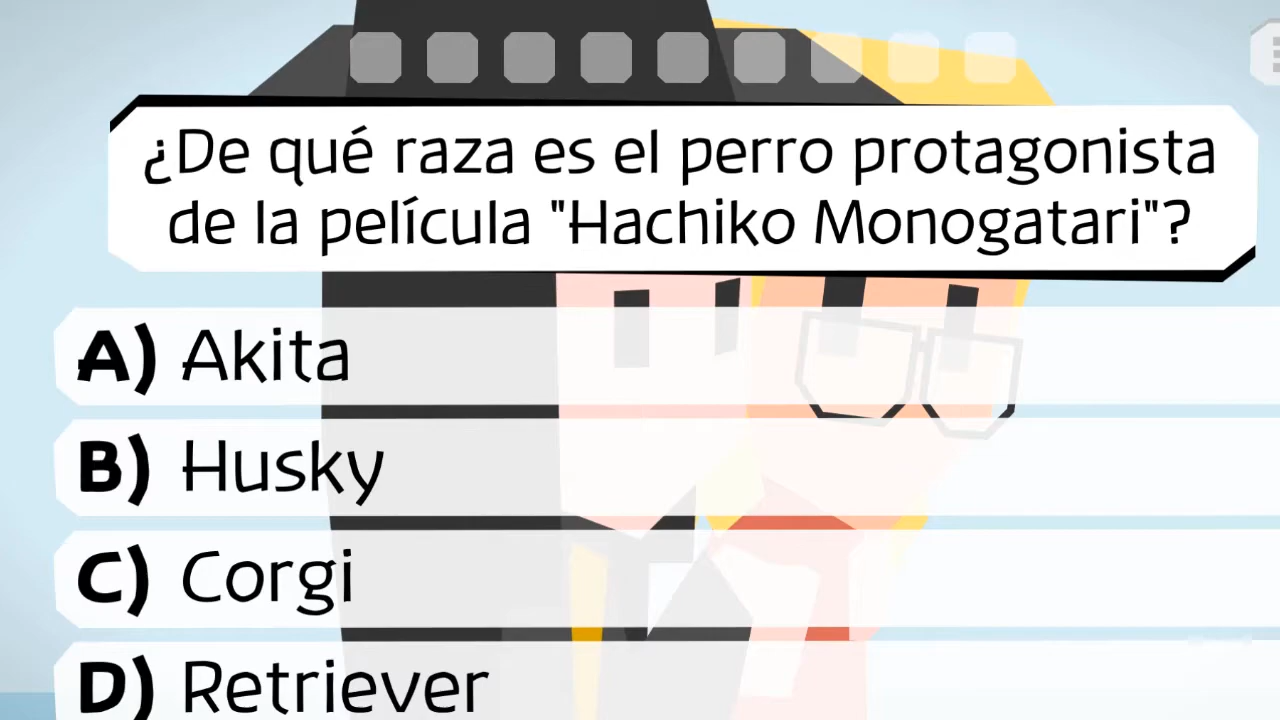 ¿De qué raza es el perro protagonista
de la película "Hachiko Monogatari"?
A) Akita
B) Husky
C) Corgi
D) Retriever